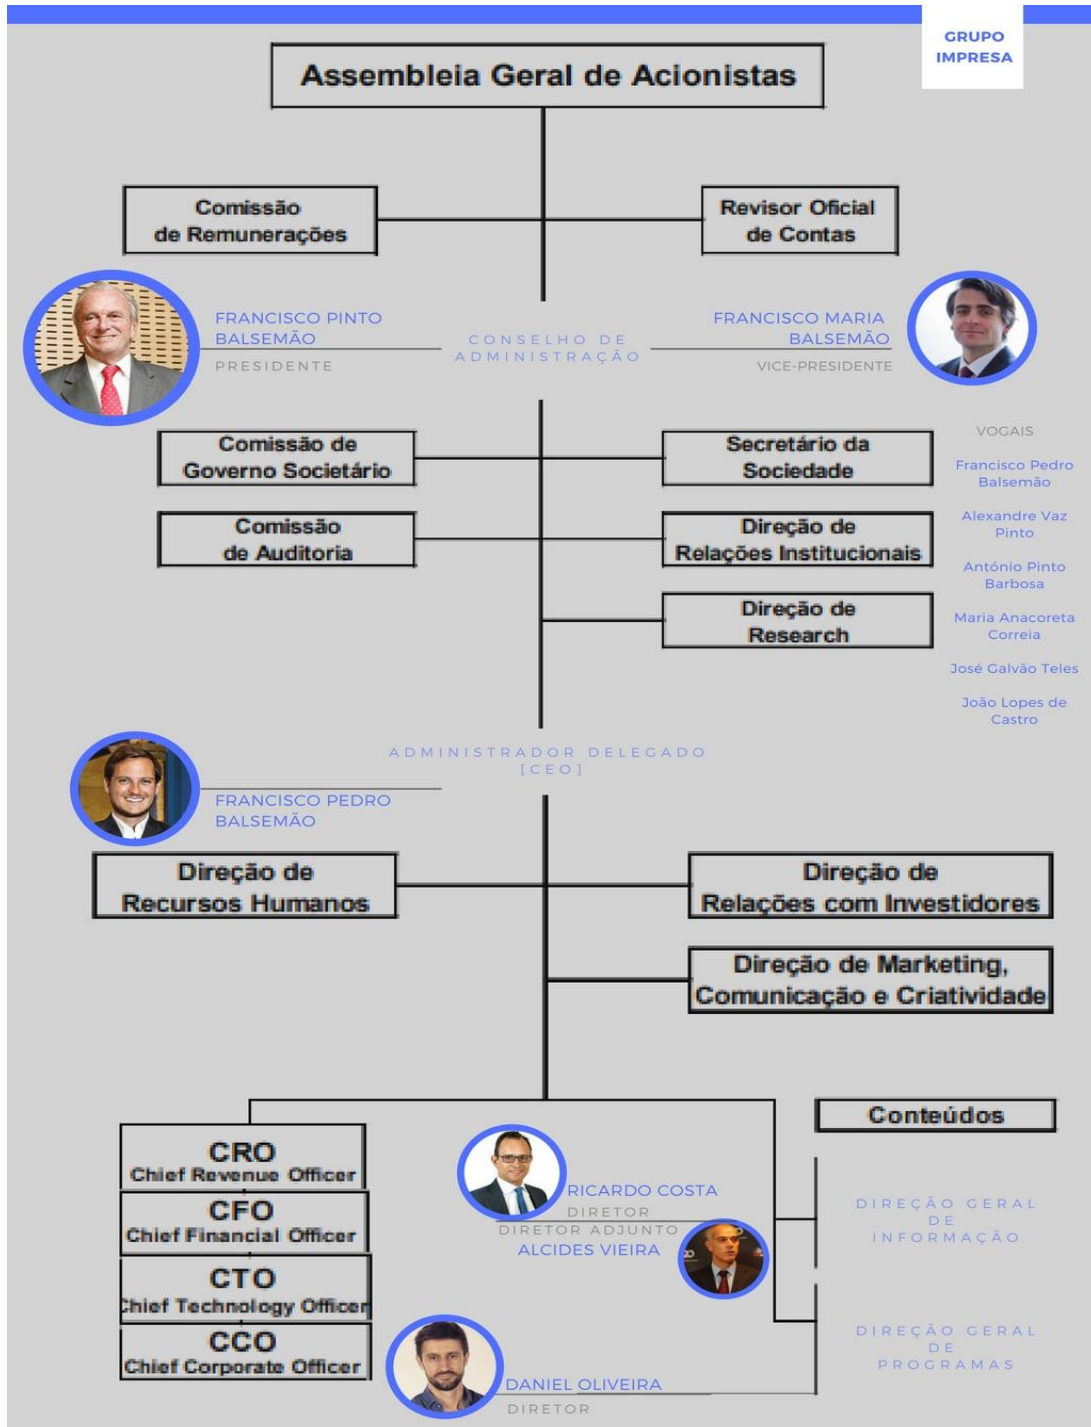 GRUPO
IMPRESA
Assembleia Geral de Acionistas
Comissão
de Remunerações
Revisor Oficial
de Contas
FRANCISCO PINTO
BALSEMÃO
PRESIDENTE
CONSELHO DE
ADMINISTRAÇÃO
FRANCISCO MARIA
BALSEMÃO
VICE-PRESIDENTE
Comissão de
Governo Societário
Secretário da
Sociedade
Comissão
de Auditoria
Direção de
Relações Institucionais
Direção de
Research
VOGAIS
Francisco Pedro
Balsemão
Alexandre Vaz
Pinto
António Pinto
Barbosa
Maria Anacoreta
Correia
José Galvão Teles
João Lopes de
Castro
ADMINISTRADOR DELEGADO
[CEO]
FRANCISCO PEDRO
BALSEMÃO
Direção de
Recursos Humanos
Direção de
Relações com Investidores
Direção de Marketing,
Comunicação e Criatividade
CRO
Chief Revenue Officer
CFO
Chief Financial Officer
CTO
Chief Technology Officer
CCO
Chief Corporate Officer
Conteúdos
RICARDO COSTA
DIRETOR
DIRETOR ADJUNTO
ALCIDES VIEIRA
DIREÇÃO GERAL
DE
INFORMAÇÃO
DIREÇÃO GERAL
DE
PROGRAMAS
DANIEL OLIVEIRA
DIRETOR